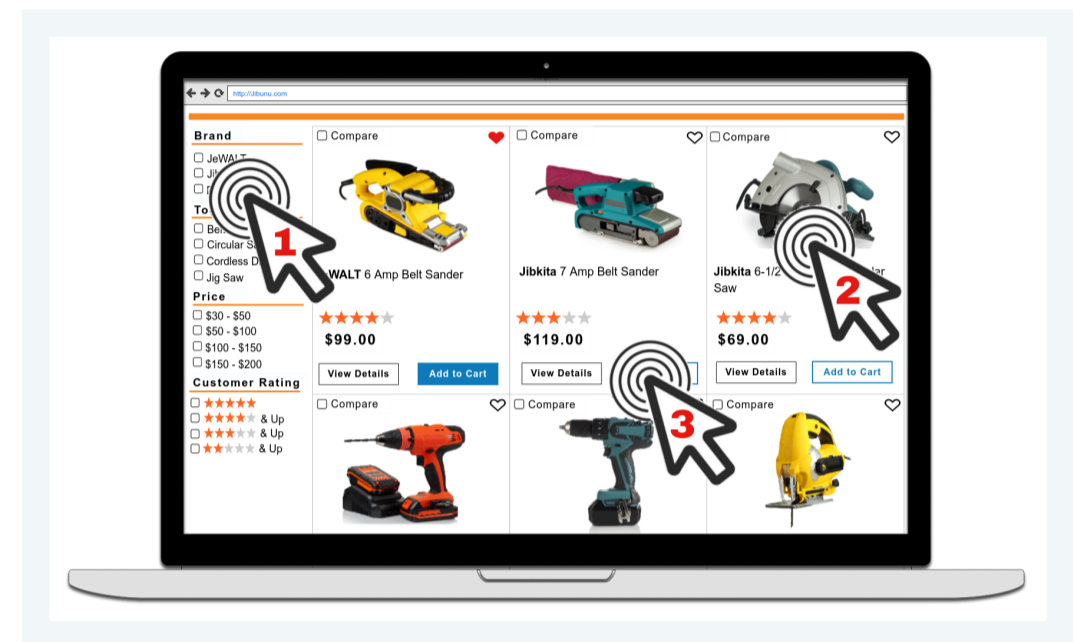 http://Jibunu.com
Brand
JeWALT
To
Circular
Cordless D
Jig Saw
Price
$30 - $50
$50 - $100
$100 - $150
$150 - $200
Customer Rating
& Up
& Up
& Up
1
Compare
WALT 6 Amp Belt Sander
$99.00
View Details
Add to Cart
Compare
Jibkita 7 Amp Belt Sander
$119.00
View Details
3
Compare
Jibkita 6-1/2
Saw
2
$69.00
View Details
Add to Cart
Compare
Compare
Compare